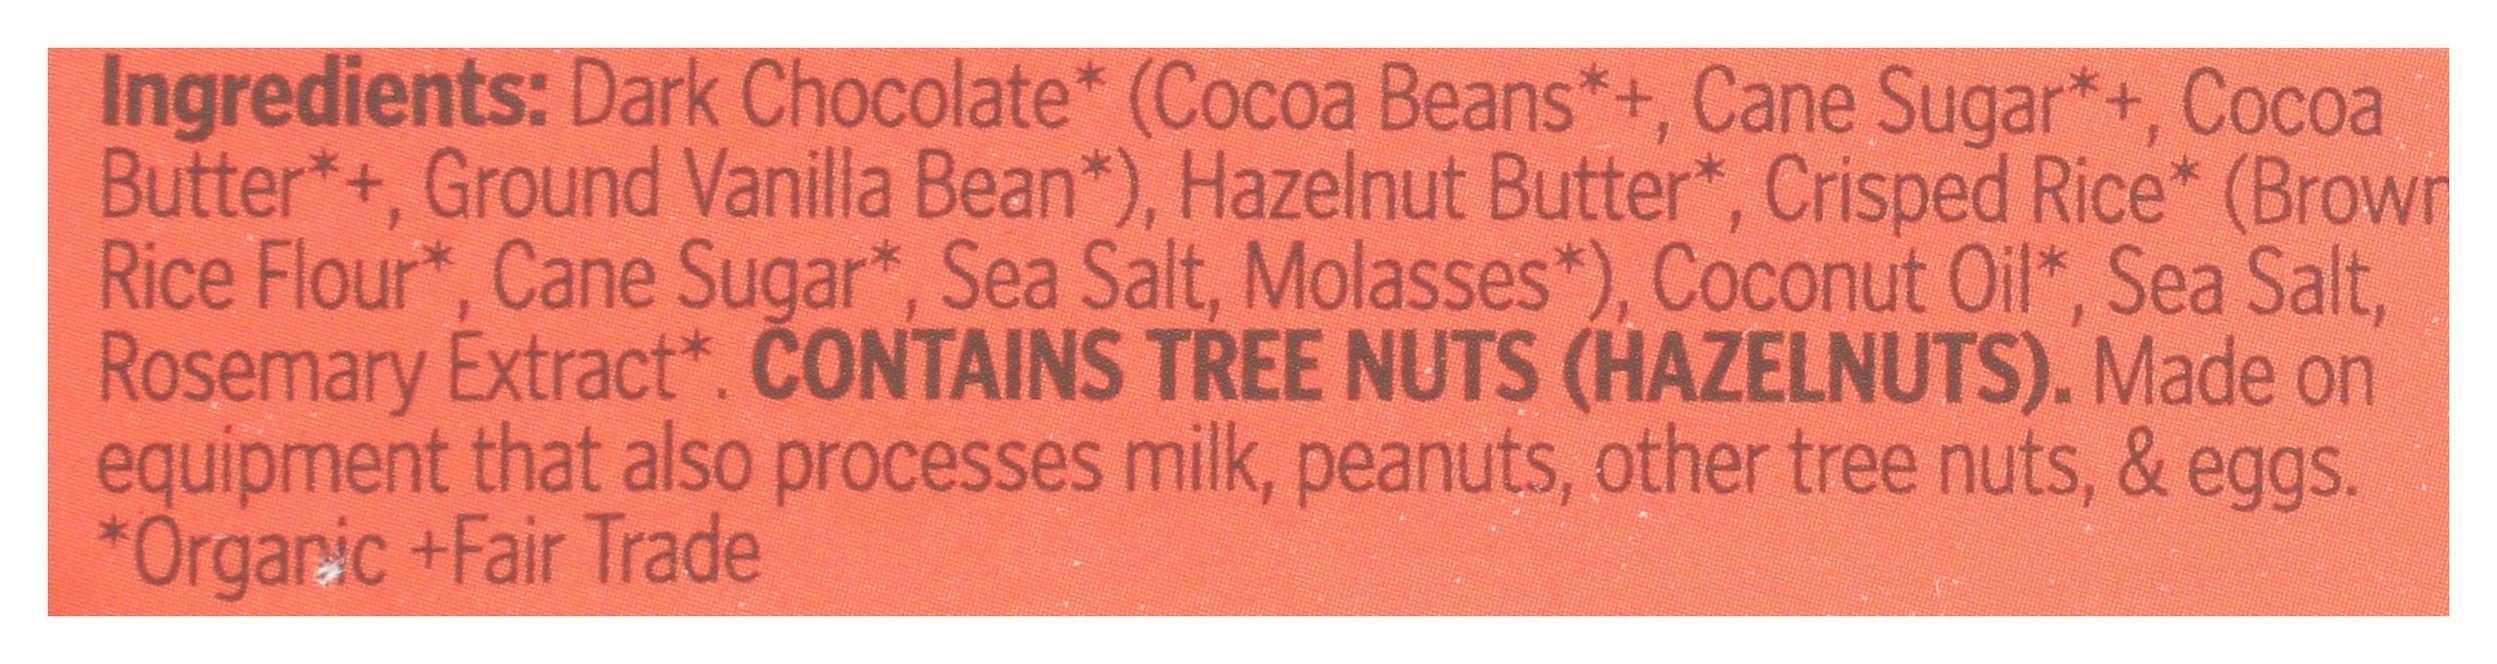 Ingredients: Dark Chocolate* (Cocoa Beans*+, Cane Sugar*+, Cocoa
Butter*+, Ground Vanilla Bean*), Hazelnut Butter*, Crisped Rice* (Brown
Rice Flour*, Cane Sugar*, Sea Salt, Molasses*), Coconut Oil*, Sea Salt,
Rosemary Extract*. CONTAINS TREE NUTS (HAZELNUTS). Made on
equipment that also processes milk, peanuts, other tree nuts, & eggs.
*Organic +Fair Trade